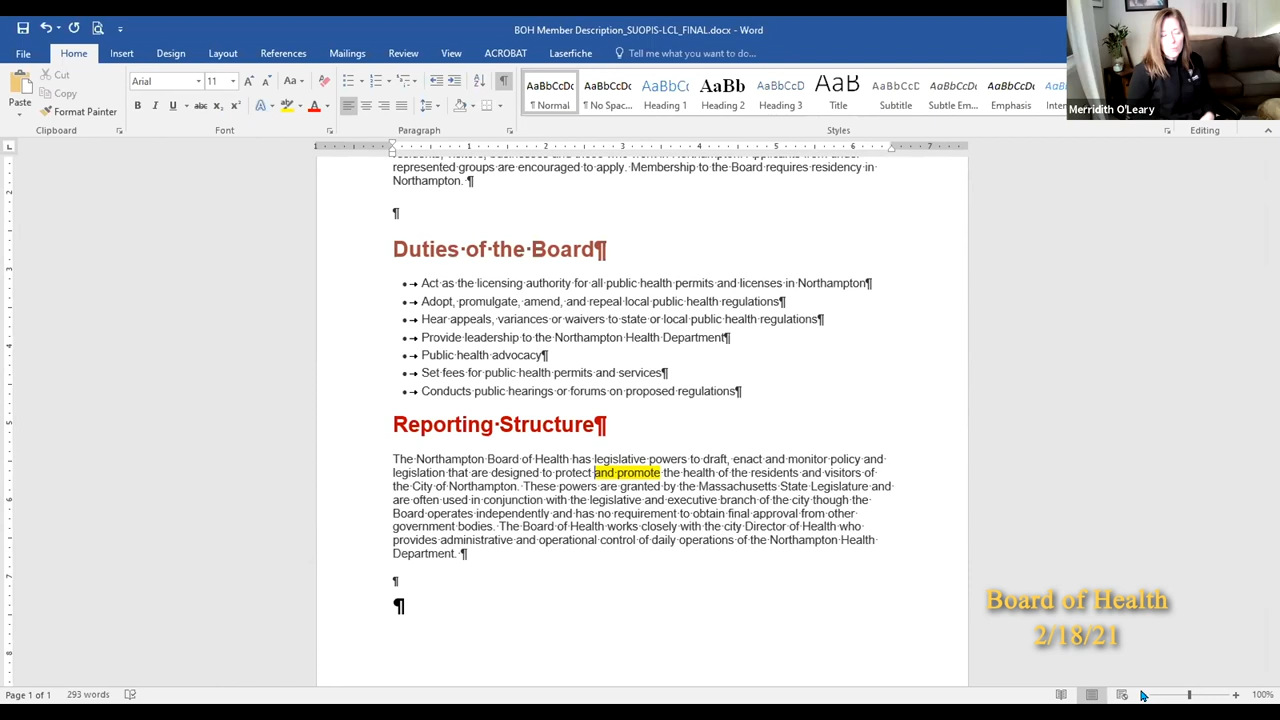 BOH Member Description_SUOPIS-LCL_FINAL.docx - Word
File Home Insert Design Layout References Mailings Review View ACROBAT Laserfiche Tell me what you want to do...
Merridith O'Leary
Paste
Cut
Copy
Format Painter
Arial 11
AaBbCcDc AaBbCcDc AaBbCc AaBb AaBbCcD AaB AaBbCcD AaBbCcDc AaBbCcDc
¶ Normal ¶ No Spac... Heading 1 Heading 2 Heading 3 Title Subtitle Subtle Em... Emphasis
Clipboard Font Paragraph Styles Editing
represented groups are encouraged to apply. Membership to the Board requires residency in
Northampton. ¶
¶
Duties of the Board¶
• Act as the licensing authority for all public health permits and licenses in Northampton¶
• Adopt, promulgate, amend, and repeal local public health regulations¶
• Hear appeals, variances or waivers to state or local public health regulations¶
• Provide leadership to the Northampton Health Department¶
• Public health advocacy¶
• Set fees for public health permits and services¶
• Conducts public hearings or forums on proposed regulations¶
Reporting Structure¶
The Northampton Board of Health has legislative powers to draft, enact and monitor policy and
legislation that are designed to protect and promote the health of the residents and visitors of
the City of Northampton. These powers are granted by the Massachusetts State Legislature and
are often used in conjunction with the legislative and executive branch of the city though the
Board operates independently and has no requirement to obtain final approval from other
government bodies. The Board of Health works closely with the city Director of Health who
provides administrative and operational control of daily operations of the Northampton Health
Department. ¶
¶
¶
Board of Health
2/18/21
Page 1 of 1 293 words 100%